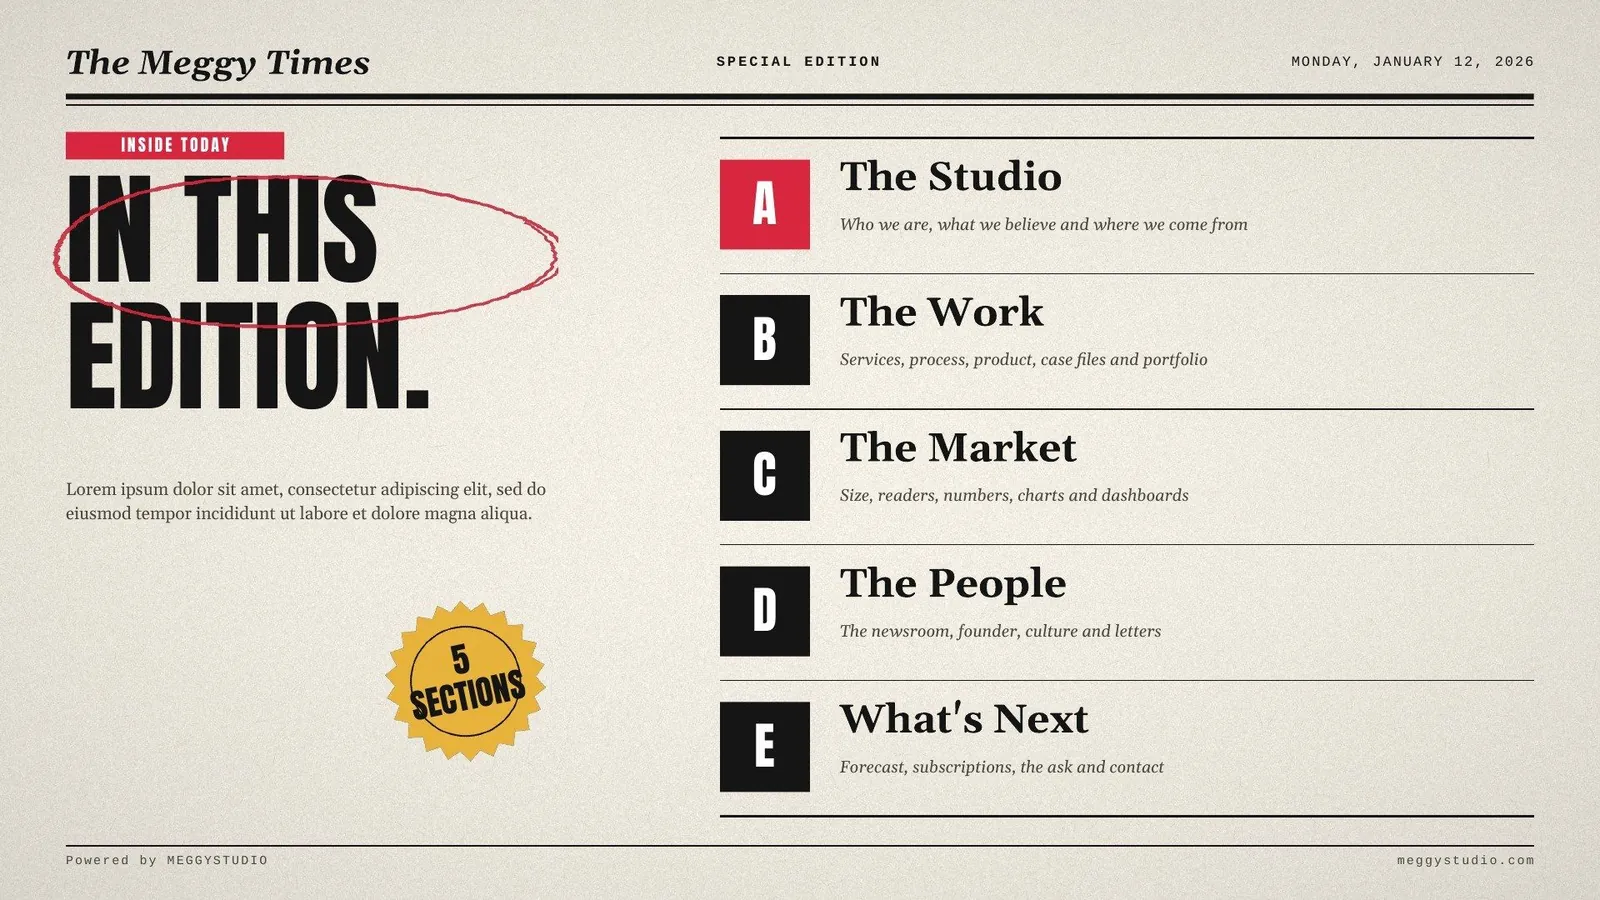 The Meggy Times
SPECIAL EDITION
MONDAY, JANUARY 12, 2026
INSIDE TODAY
IN THIS
EDITION.
Lorem ipsum dolor sit amet, consectetur adipiscing elit, sed do
eiusmod tempor incididunt ut labore et dolore magna aliqua.
5
SECTIONS
A
The Studio
Who we are, what we believe and where we come from
B
The Work
Services, process, product, case files and portfolio
C
The Market
Size, readers, numbers, charts and dashboards
D
The People
The newsroom, founder, culture and letters
E
What's Next
Forecast, subscriptions, the ask and contact
Powered by MEGGYSTUDIO
meggystudio.com